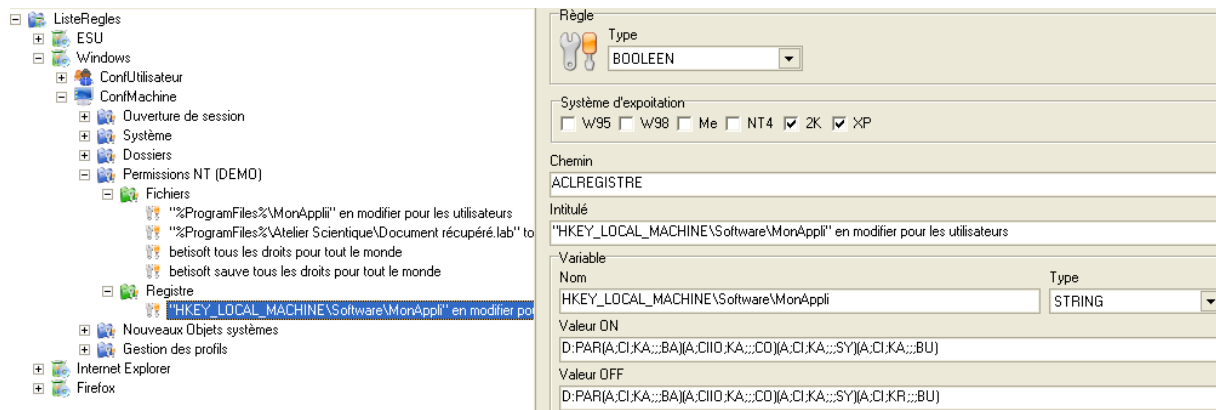 ListeRegles
ESU
Windows
ConfUtilisateur
ConfMachine
Ouverture de session
Système
Dossiers
Permissions NT (DEMO)
Fichiers
"%ProgramFiles%\MonAppli" en modifier pour les utilisateurs
"%ProgramFiles%\Atelier Scientique\Document récupéré.lab" to
betisoft tous les droits pour tout le monde
betisoft sauve tous les droits pour tout le monde
Registre
"HKEY_LOCAL_MACHINE\Software\MonAppli" en modifier po
Nouveaux Objets systèmes
Gestion des profils
Internet Explorer
Firefox
Règle
Type
BOOLEEN
Système d'expoitation
W95 W98 Me NT4 2K XP
Chemin
ACLREGISTRE
Intitulé
"HKEY_LOCAL_MACHINE\Software\MonAppli" en modifier pour les utilisateurs
Variable
Nom Type
HKEY_LOCAL_MACHINE\Software\MonAppli STRING
Valeur ON
D:PAR(A;CI;KA;;;BA)(A;CIIO;KA;;;CO)(A;CI;KA;;;SY)(A;CI;KA;;;BU)
Valeur OFF
D:PAR(A;CI;KA;;;BA)(A;CIIO;KA;;;CO)(A;CI;KA;;;SY)(A;CI;KR;;;BU)